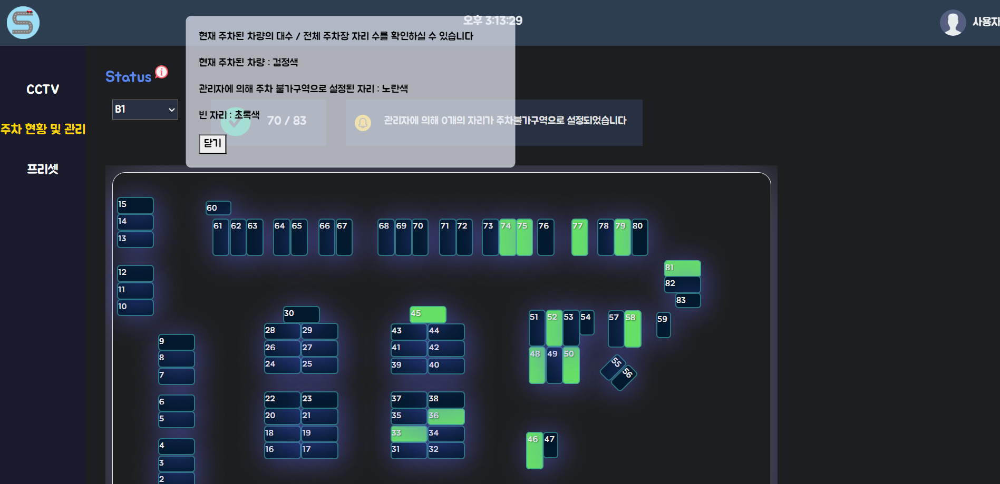 오후 3:13:29
사용자
현재 주차된 차량의 대수 / 전체 주차장 자리 수를 확인하실 수 있습니다
현재 주차된 차량 : 검정색
관리자에 의해 주차 불가구역으로 설정된 자리 : 노란색
빈 자리 : 초록색
닫기
CCTV
주차 현황 및 관리
프리셋
Status
B1
70 / 83
관리자에 의해 0개의 자리가 주차불가구역으로 설정되었습니다
15
14
13
12
11
10
9
8
7
6
5
4
3
2
60
61 62 63 64 65 66 67 68 69 70 71 72 73 74 75 76 77 78 79 80
81
82
83
30
28 29
26 27
24 25
22 23
20 21
18 19
16 17
45
43 44
41 42
39 40
37 38
35 36
33 34
31 32
51 52 53 54 57 58 59
48 49 50
55
56
46 47